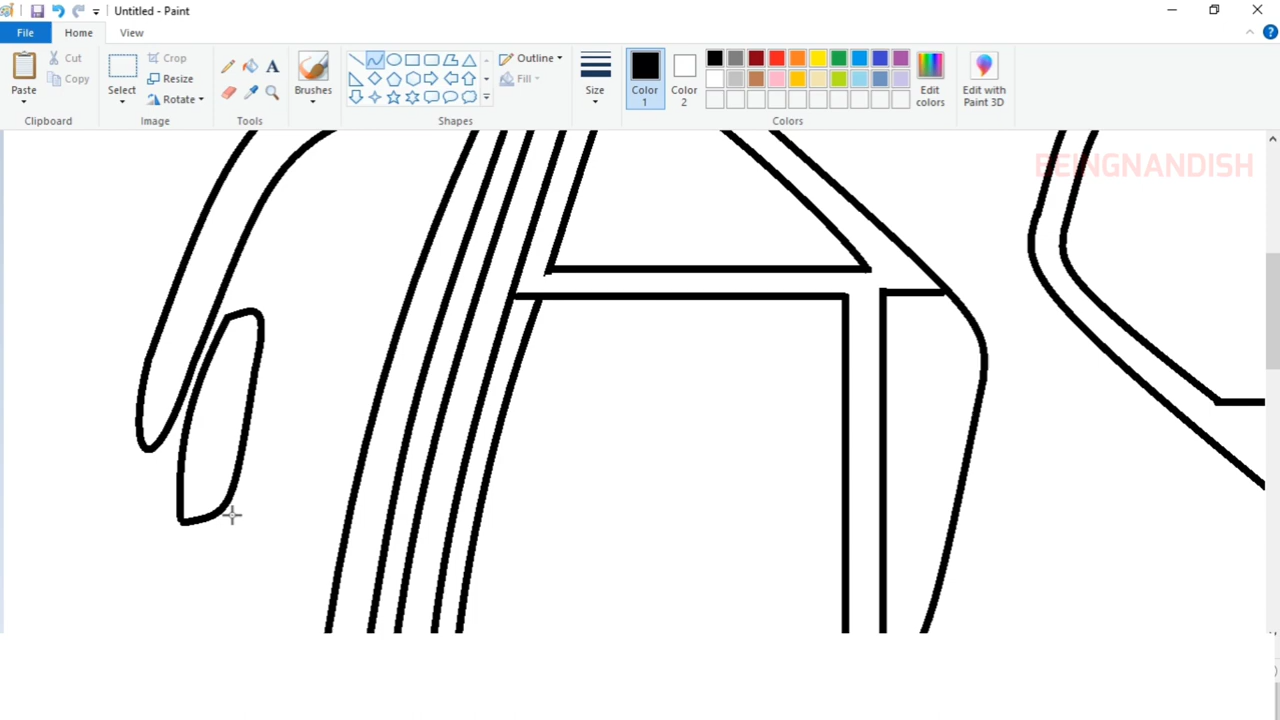 Untitled - Paint
File
Home
View
Paste
Cut
Copy
Clipboard
Select
Crop
Resize
Rotate
Image
A
Tools
Brushes
Outline
Fill
Shapes
Size
Color
1
Color
2
Edit
colors
Colors
Edit with
Paint 3D
BEINGNANDISH